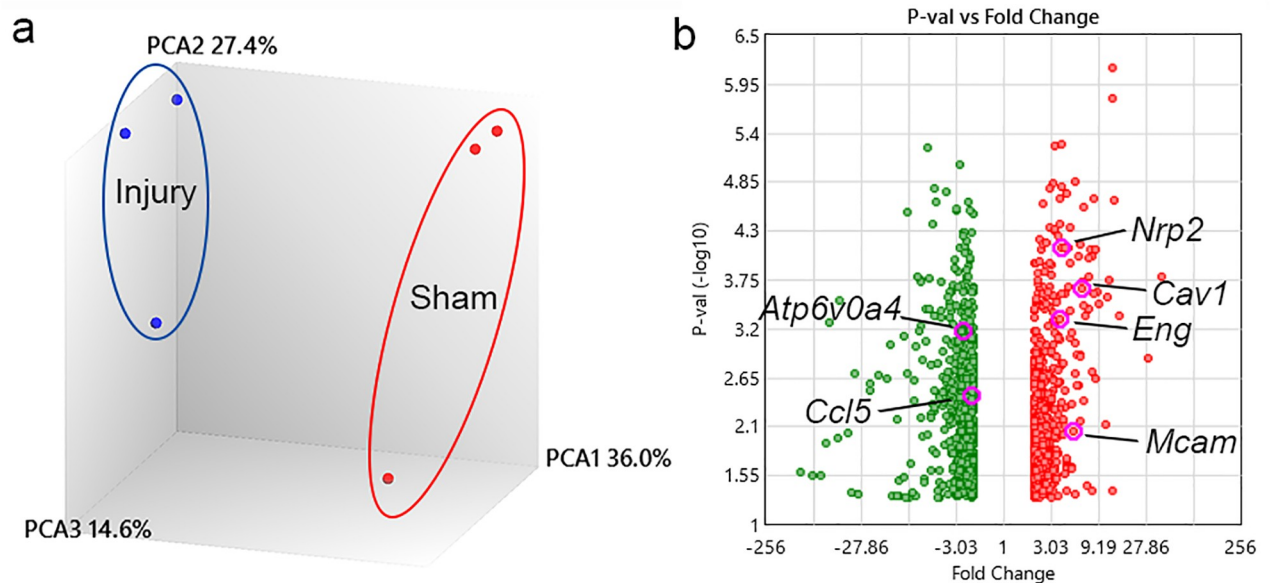 a
PCA2 27.4%
Injury
Sham
PCA1 36.0%
PCA3 14.6%
b
P-val vs Fold Change
6.5
5.95
5.4
4.85
4.3
3.75
3.2
2.65
2.1
1.55
1
P-val (-log10)
Nrp2
Cav1
Atp6v0a4
Eng
Ccl5
Mcam
-256 -27.86 -3.03 1 3.03 9.19 27.86 256
Fold Change